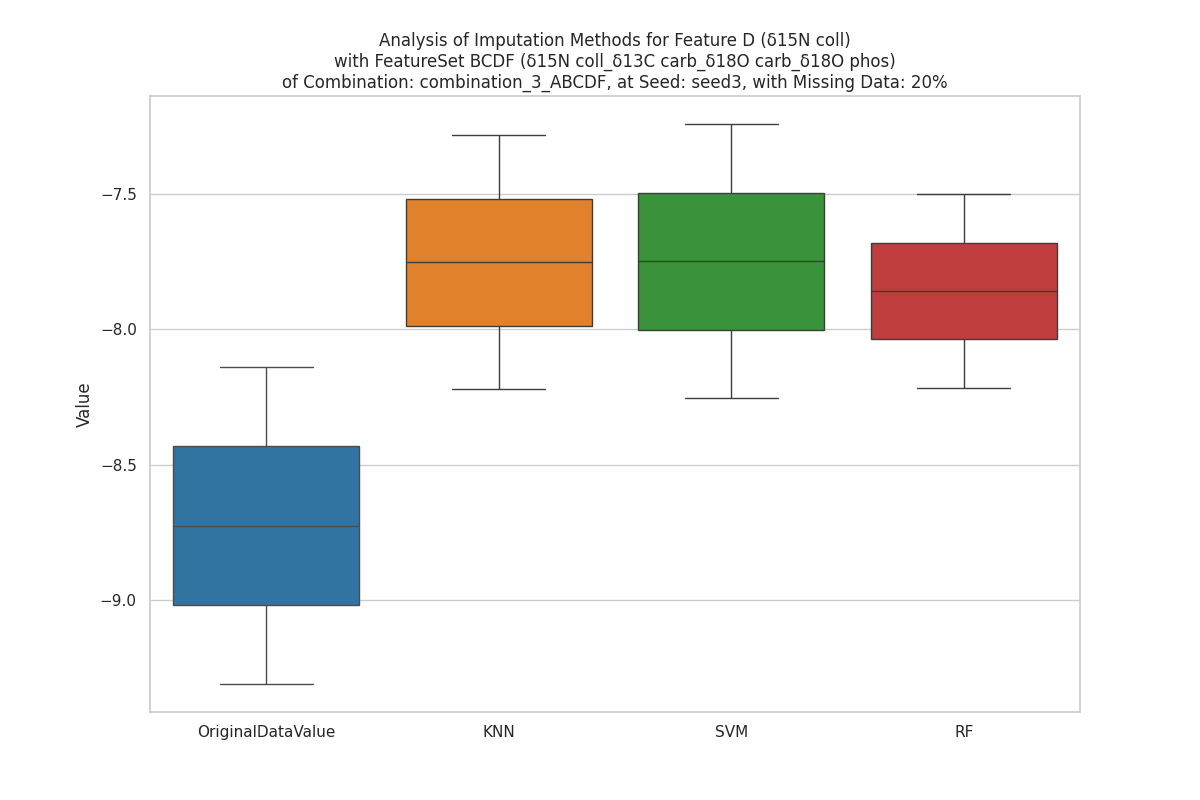 Analysis of Imputation Methods for Feature D (δ15N coll)
with FeatureSet BCDF (δ15N coll_δ13C carb_δ18O carb_δ18O phos)
of Combination: combination_3_ABCDF, at Seed: seed3, with Missing Data: 20%
−7.5
−8.0
−8.5
−9.0
Value
OriginalDataValue
KNN
SVM
RF